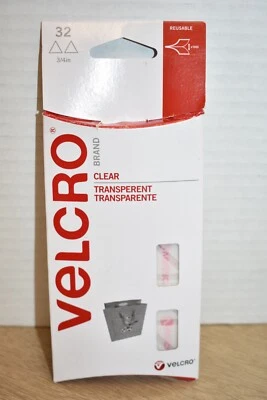 32
3/4in
REUSABLE
VELCRO®
BRAND
CLEAR
TRANSPERENT
TRANSPARENTE
VELCRO